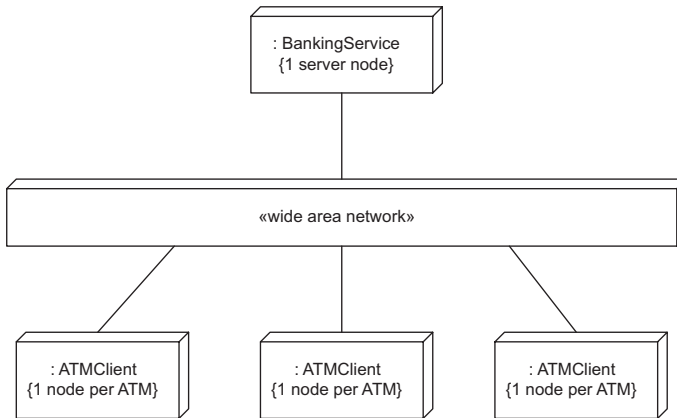 : BankingService
{1 server node}
«wide area network»
: ATMClient
{1 node per ATM}
: ATMClient
{1 node per ATM}
: ATMClient
{1 node per ATM}